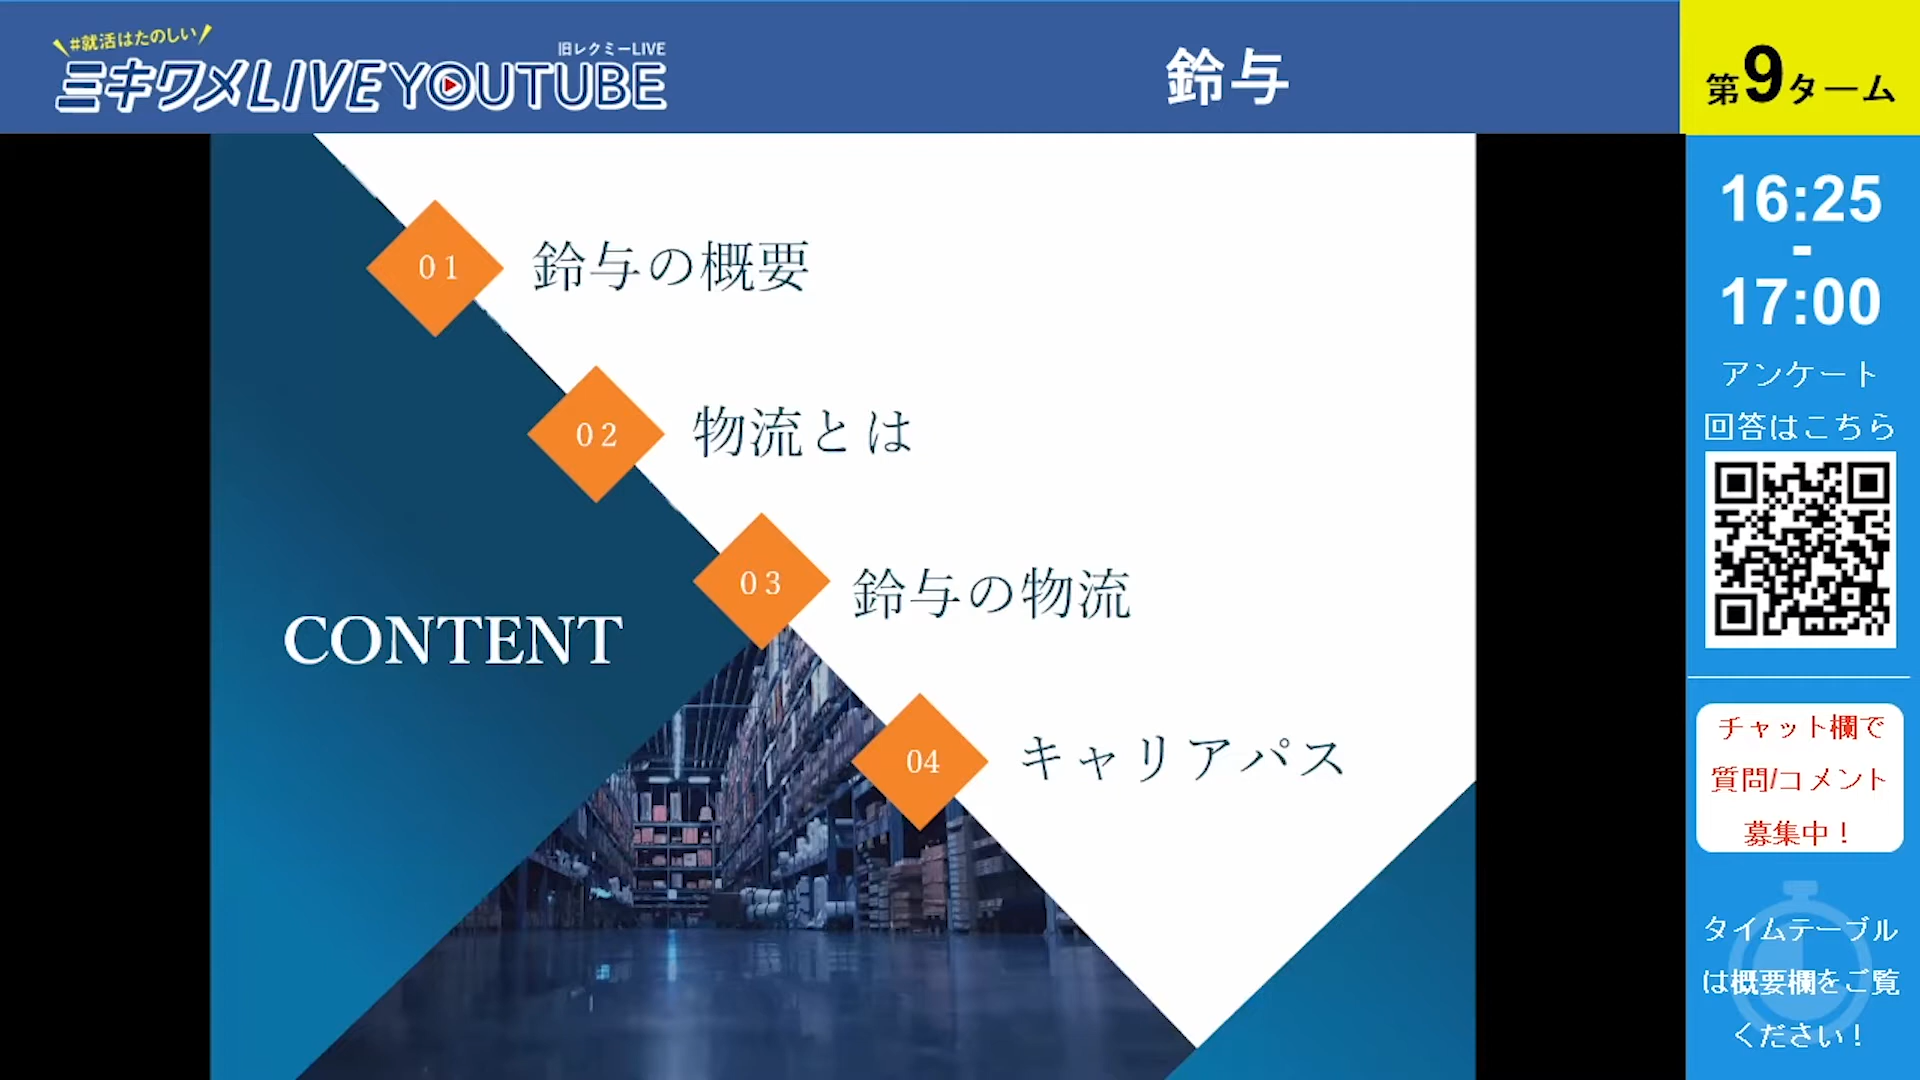 #就活はたのしい
旧レクミーLIVE
ミキワメLIVE YOUTUBE
鈴与
第9ターム
01
鈴与の概要
02
物流とは
03
鈴与の物流
CONTENT
04
キャリアパス
16:25
-
17:00
アンケート
回答はこちら
チャット欄で
質問/コメント
募集中！
タイムテーブル
は概要欄をご覧
ください！